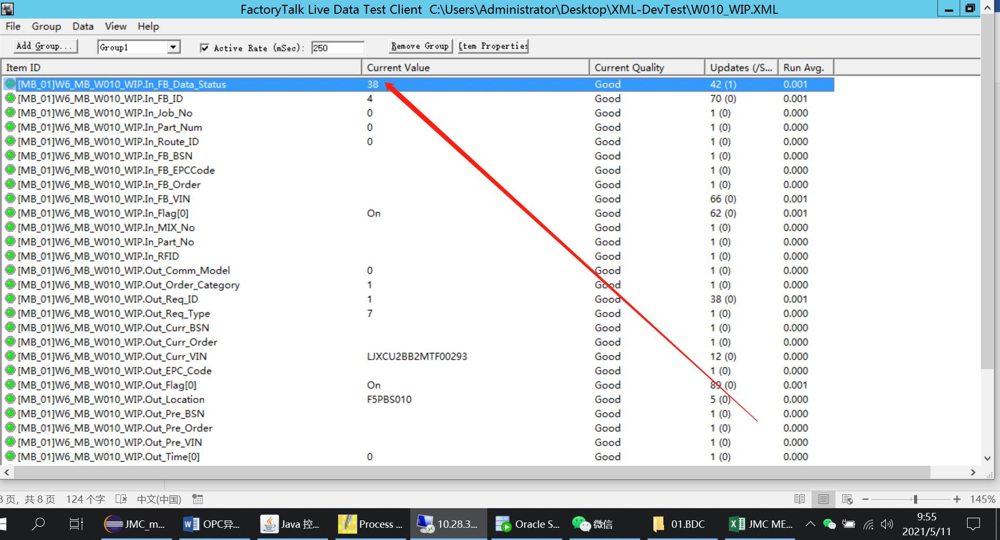 FactoryTalk Live Data Test Client C:\Users\Administrator\Desktop\XML-DevTest\W010_WIP.XML
File Group Data View Help
Add Group... Group1 Active Rate (mSec): 250 Remove Group Item Properties
Item ID Current Value Current Quality Updates (/S... Run Avg.
[MB_01]W6_MB_W010_WIP.In_FB_Data_Status 38 Good 42 (1) 0.001
[MB_01]W6_MB_W010_WIP.In_FB_ID 4 Good 70 (0) 0.001
[MB_01]W6_MB_W010_WIP.In_Job_No 0 Good 1 (0) 0.000
[MB_01]W6_MB_W010_WIP.In_Part_Num 0 Good 1 (0) 0.000
[MB_01]W6_MB_W010_WIP.In_Route_ID 0 Good 1 (0) 0.000
[MB_01]W6_MB_W010_WIP.In_FB_BSN Good 1 (0) 0.000
[MB_01]W6_MB_W010_WIP.In_FB_EPCCode Good 1 (0) 0.000
[MB_01]W6_MB_W010_WIP.In_FB_Order Good 1 (0) 0.000
[MB_01]W6_MB_W010_WIP.In_FB_VIN Good 66 (0) 0.001
[MB_01]W6_MB_W010_WIP.In_Flag[0] On Good 62 (0) 0.001
[MB_01]W6_MB_W010_WIP.In_MIX_No Good 1 (0) 0.000
[MB_01]W6_MB_W010_WIP.In_Part_No Good 1 (0) 0.000
[MB_01]W6_MB_W010_WIP.In_RFID Good 1 (0) 0.000
[MB_01]W6_MB_W010_WIP.Out_Comm_Model 0 Good 1 (0) 0.000
[MB_01]W6_MB_W010_WIP.Out_Order_Category 1 Good 1 (0) 0.000
[MB_01]W6_MB_W010_WIP.Out_Req_ID 1 Good 38 (0) 0.001
[MB_01]W6_MB_W010_WIP.Out_Req_Type 7 Good 1 (0) 0.000
[MB_01]W6_MB_W010_WIP.Out_Curr_BSN Good 1 (0) 0.000
[MB_01]W6_MB_W010_WIP.Out_Curr_Order Good 1 (0) 0.000
[MB_01]W6_MB_W010_WIP.Out_Curr_VIN LJXCU2BB2MTF00293 Good 12 (0) 0.000
[MB_01]W6_MB_W010_WIP.Out_EPC_Code Good 1 (0) 0.000
[MB_01]W6_MB_W010_WIP.Out_Flag[0] On Good 89 (0) 0.001
[MB_01]W6_MB_W010_WIP.Out_Location F5PBS010 Good 5 (0) 0.000
[MB_01]W6_MB_W010_WIP.Out_Pre_BSN Good 1 (0) 0.000
[MB_01]W6_MB_W010_WIP.Out_Pre_Order Good 1 (0) 0.000
[MB_01]W6_MB_W010_WIP.Out_Pre_VIN Good 1 (0) 0.000
[MB_01]W6_MB_W010_WIP.Out_Time[0] 0 Good 1 (0) 0.000
8 页，共 8 页 124 个字 中文(中国) 145%
JMC_m... OPC异... Java 控... Process ... 10.28.3... Oracle S... 微信 01.BDC JMC ME... 9:55
2021/5/11